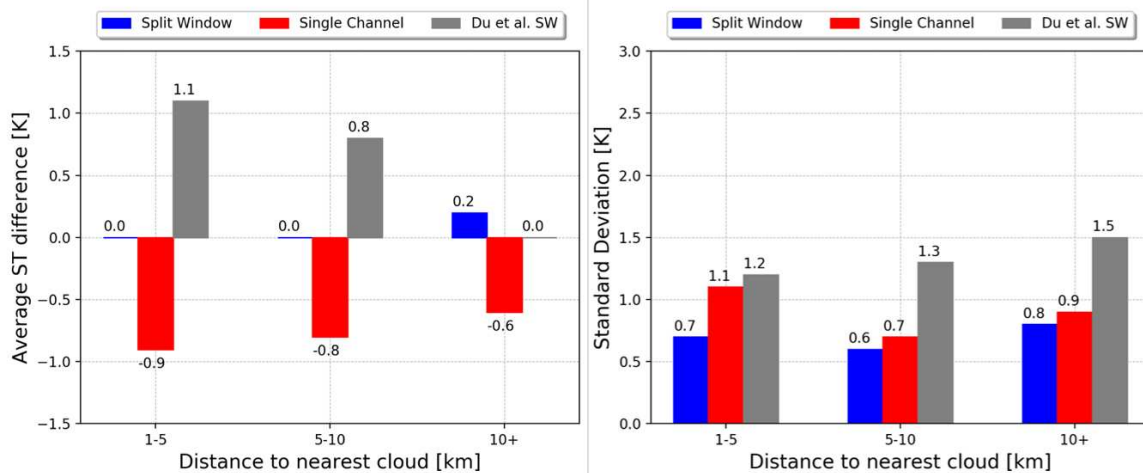 Split Window Single Channel Du et al. SW
Average ST difference [K]
1.5
1.0
0.5
0.0
−0.5
−1.0
−1.5
0.0 -0.9 1.1
0.0 -0.8 0.8
0.2 -0.6 0.0
1-5 5-10 10+
Distance to nearest cloud [km]
Split Window Single Channel Du et al. SW
Standard Deviation [K]
3.0
2.5
2.0
1.5
1.0
0.5
0.0
0.7 1.1 1.2
0.6 0.7 1.3
0.8 0.9 1.5
1-5 5-10 10+
Distance to nearest cloud [km]